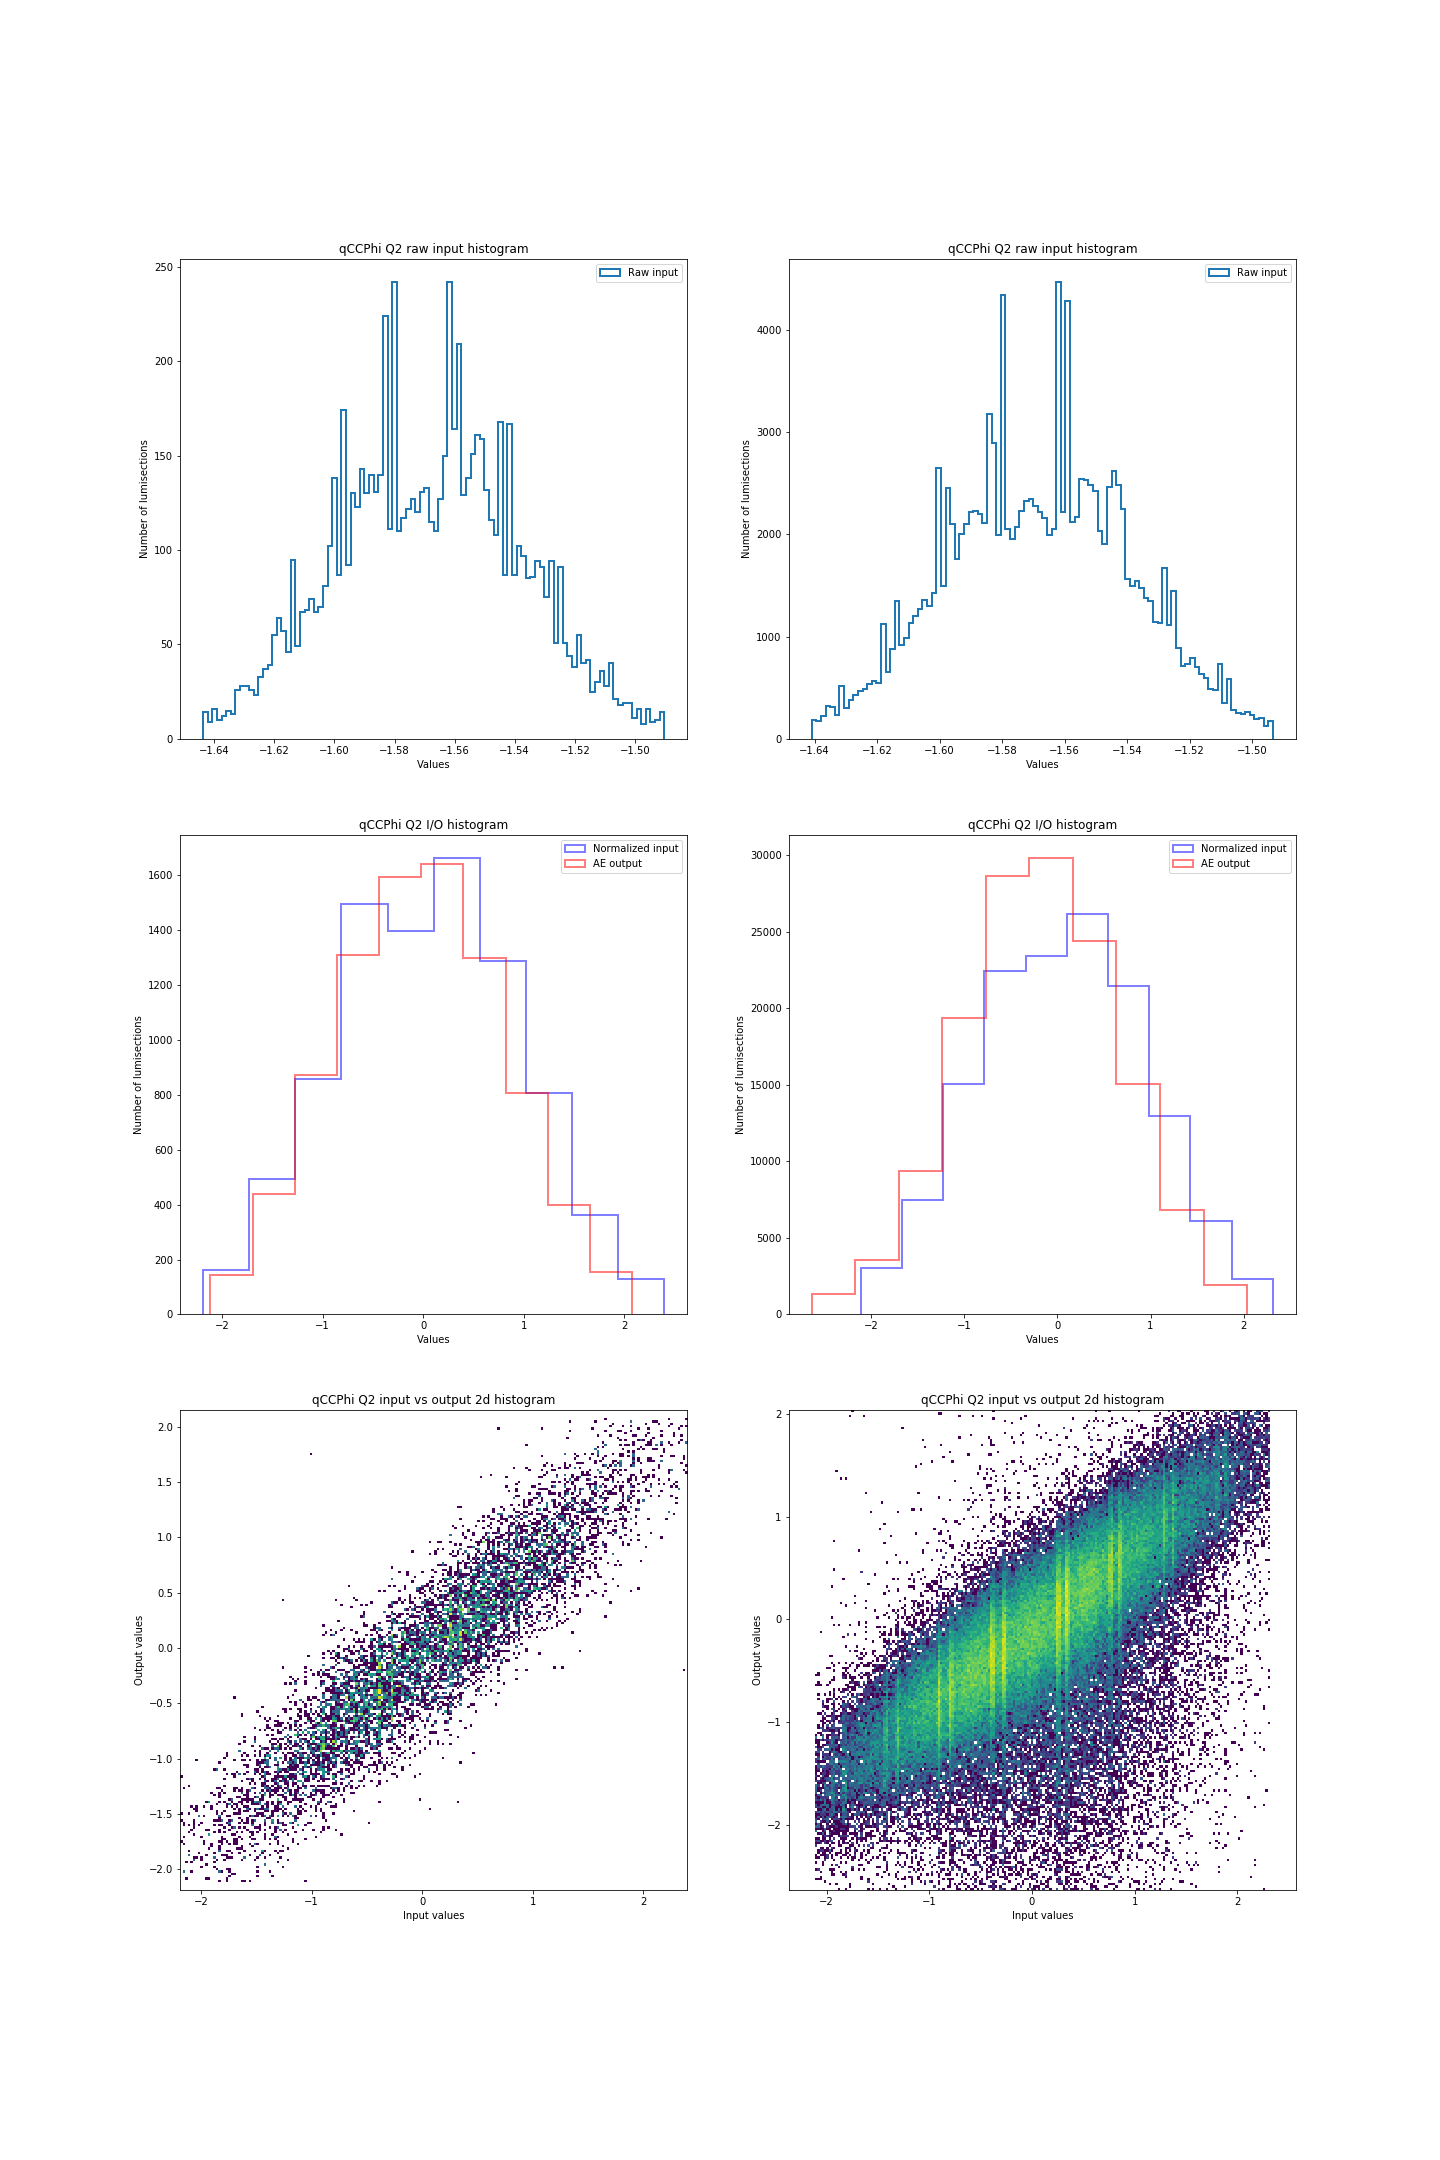 qCCPhi Q2 raw input histogram
Raw input
Number of lumisections
250
200
150
100
50
0
−1.64 −1.62 −1.60 −1.58 −1.56 −1.54 −1.52 −1.50
Values
qCCPhi Q2 raw input histogram
Raw input
Number of lumisections
4000
3000
2000
1000
0
−1.64 −1.62 −1.60 −1.58 −1.56 −1.54 −1.52 −1.50
Values
qCCPhi Q2 I/O histogram
Normalized input
AE output
Number of lumisections
1600
1400
1200
1000
800
600
400
200
0
−2 −1 0 1 2
Values
qCCPhi Q2 I/O histogram
Normalized input
AE output
Number of lumisections
30000
25000
20000
15000
10000
5000
0
−2 −1 0 1 2
Values
qCCPhi Q2 input vs output 2d histogram
Output values
2.0
1.5
1.0
0.5
0.0
−0.5
−1.0
−1.5
−2.0
−2 −1 0 1 2
Input values
qCCPhi Q2 input vs output 2d histogram
Output values
2
1
0
−1
−2
−2 −1 0 1 2
Input values